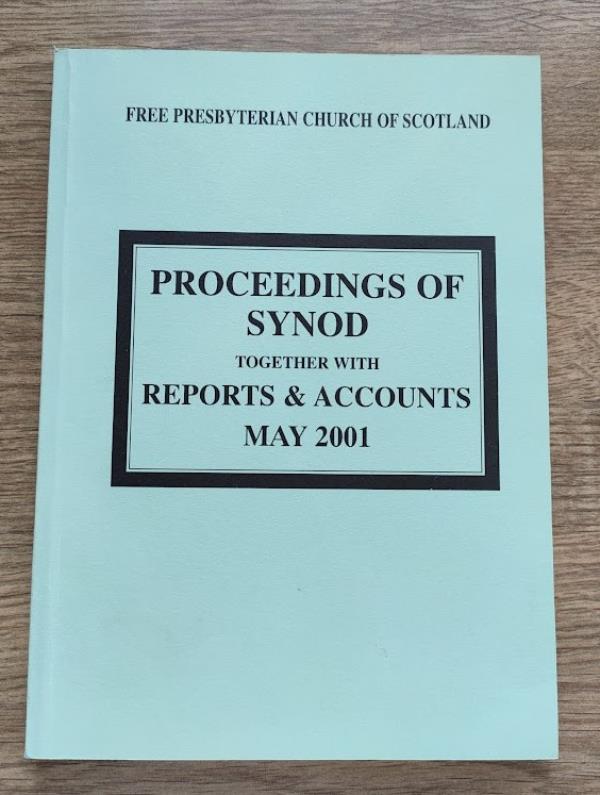 FREE PRESBYTERIAN CHURCH OF SCOTLAND
PROCEEDINGS OF
SYNOD
TOGETHER WITH
REPORTS & ACCOUNTS
MAY 2001